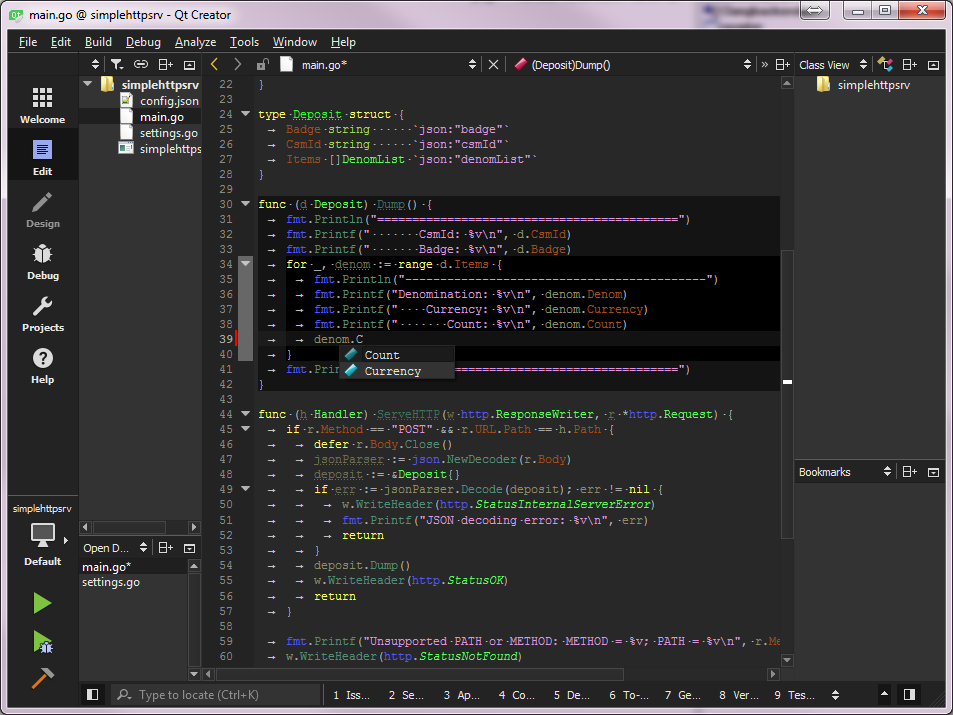 main.go @ simplehttpsrv - Qt Creator
File Edit Build Debug Analyze Tools Window Help
main.go*
(Deposit)Dump()
»
Class View
Welcome
Edit
Design
Debug
Projects
Help
simplehttpsrv
config.json
main.go
settings.go
simplehttps
simplehttpsrv
22 }
23
24 type Deposit struct {
25 Badge string `json:"badge"`
26 CsmId string `json:"csmId"`
27 Items []DenomList `json:"denomList"`
28 }
29
30 func (d Deposit) Dump() {
31 fmt.Println("===========================================")
32 fmt.Printf("       CsmId: %v\n", d.CsmId)
33 fmt.Printf("       Badge: %v\n", d.Badge)
34 for _, denom := range d.Items {
35 fmt.Println("-------------------------------------------")
36 fmt.Printf("Denomination: %v\n", denom.Denom)
37 fmt.Printf("    Currency: %v\n", denom.Currency)
38 fmt.Printf("       Count: %v\n", denom.Count)
39 denom.C
40 }
Count
Currency
41 fmt.Pri ================================")
42 }
43
44 func (h Handler) ServeHTTP(w http.ResponseWriter, r *http.Request) {
45 if r.Method == "POST" && r.URL.Path == h.Path {
46 defer r.Body.Close()
47 jsonParser := json.NewDecoder(r.Body)
48 deposit := &Deposit{}
49 if err := jsonParser.Decode(deposit); err != nil {
50 w.WriteHeader(http.StatusInternalServerError)
51 fmt.Printf("JSON decoding error: %v\n", err)
52 return
53 }
54 deposit.Dump()
55 w.WriteHeader(http.StatusOK)
56 return
57 }
58
59 fmt.Printf("Unsupported PATH or METHOD: METHOD = %v; PATH = %v\n", r.Me
60 w.WriteHeader(http.StatusNotFound)
Bookmarks
simplehttpsrv
Default
Open D...
main.go*
settings.go
Type to locate (Ctrl+K)
1 Iss... 2 Se... 3 Ap... 4 Co... 5 De... 6 To-... 7 Ge... 8 Ver... 9 Tes...